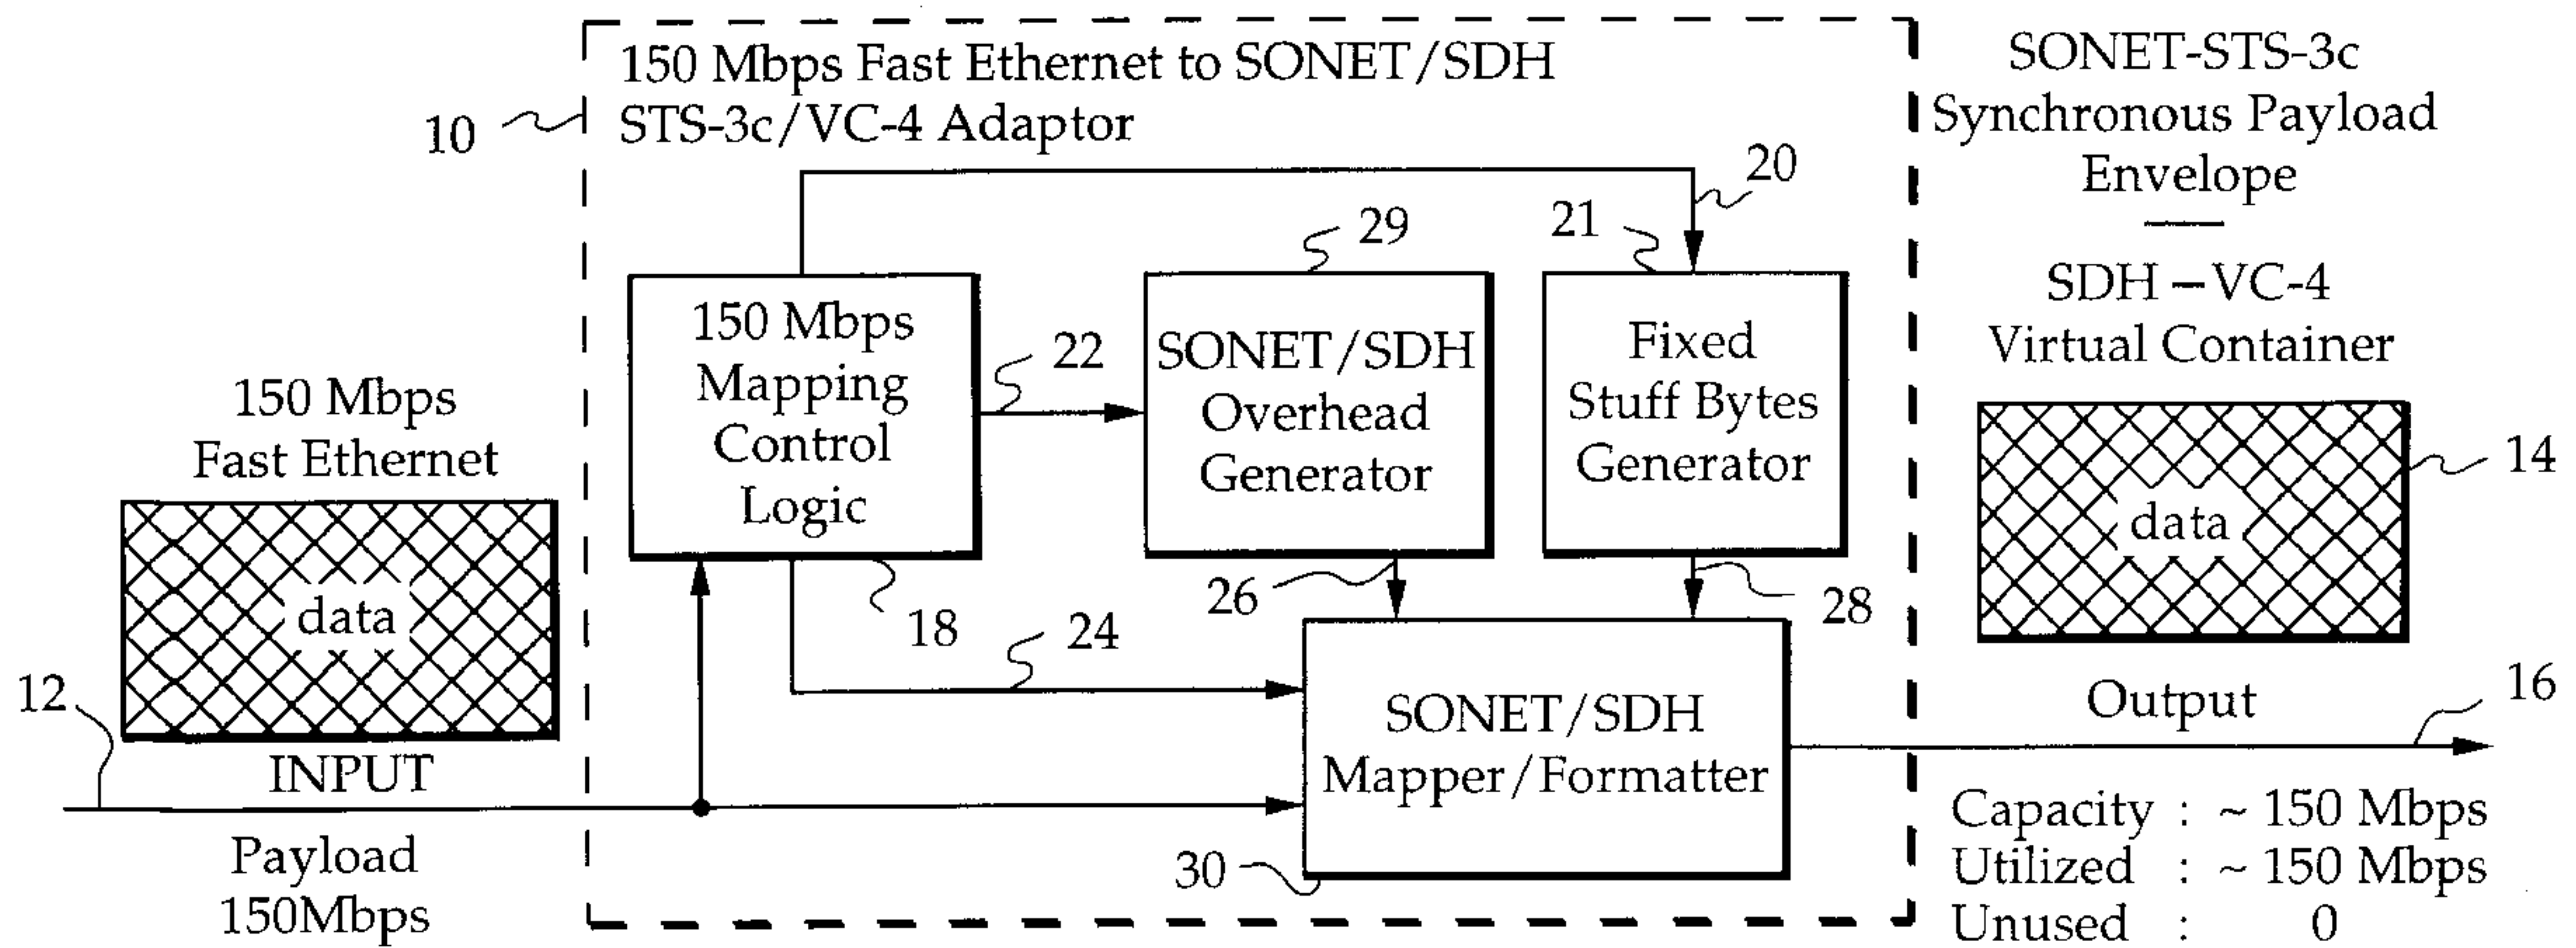 150 Mbps Fast Ethernet to SONET/SDH
STS-3c/VC-4 Adaptor
10
20
29
21
150 Mbps
Mapping
Control
Logic
22
SONET/SDH
Overhead
Generator
Fixed
Stuff Bytes
Generator
18
24
26
28
SONET/SDH
Mapper/Formatter
30
150 Mbps
Fast Ethernet
data
12
INPUT
Payload
150Mbps
SONET-STS-3c
Synchronous Payload
Envelope
SDH – VC-4
Virtual Container
data
14
Output
16
Capacity : ~ 150 Mbps
Utilized : ~ 150 Mbps
Unused : 0